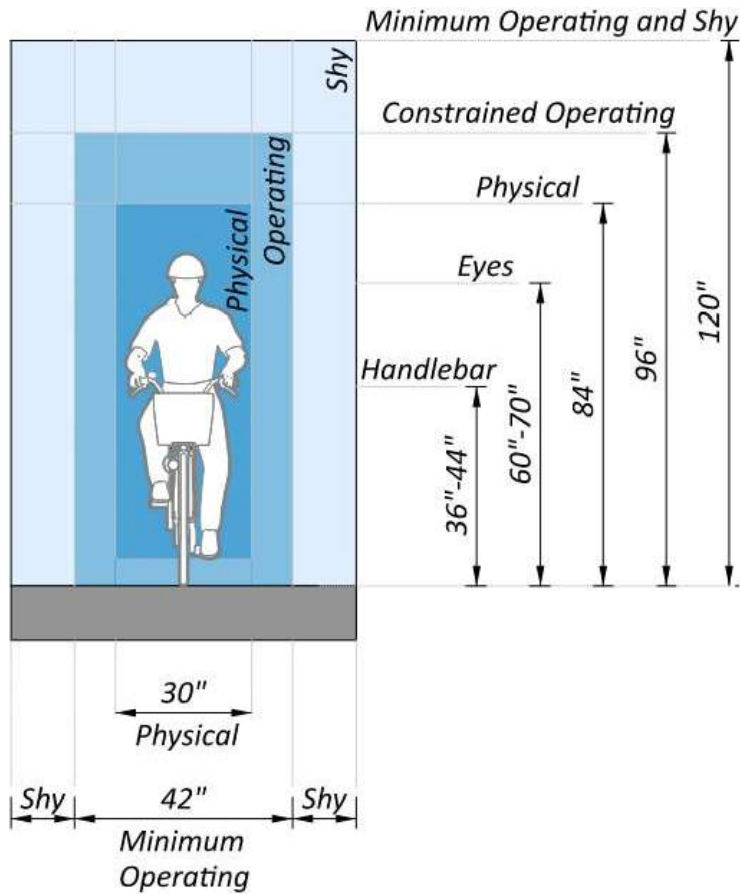 Minimum Operating and Shy
Shy
Constrained Operating
Operating
Physical
Physical
Eyes
Handlebar
36"-44"
60"-70"
84"
96"
120"
30"
Physical
Shy
42"
Shy
Minimum
Operating